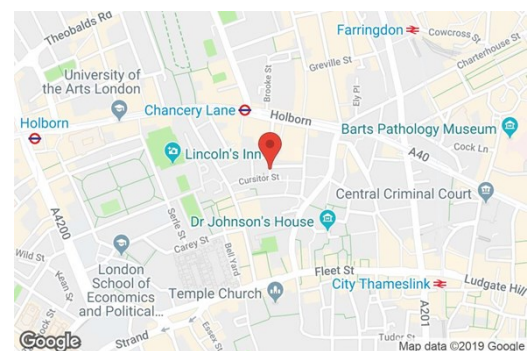 Theobalds Rd
Farringdon
Cowcross St
Charterhouse St
Greville St
University of
the Arts London
Brooke St
Ely Pl
Chancery Lane
Holborn
Holborn
Barts Pathology Museum
Cock Ln
A40
Lincoln's Inn
Cursitor St
Central Criminal Court
A4200
Serle St
Dr Johnson's House
Carey St
Bell Yard
Wild St
Kean St
London
School of
Economics
and Political...
Fleet St
City Thameslink
Ludgate Hill
Temple Church
A201
Essex St
Strand
Tudor St
Google
Map data ©2019 Google